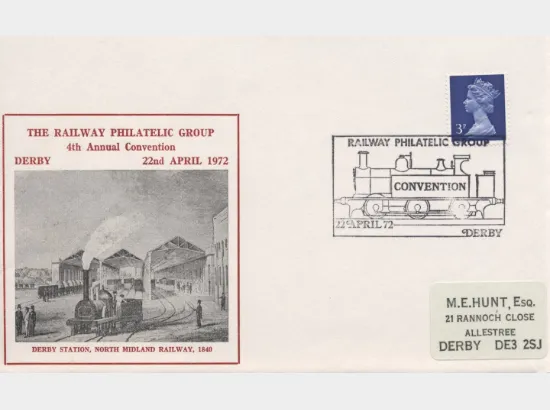 THE RAILWAY PHILATELIC GROUP
4th Annual Convention
DERBY 22nd APRIL 1972
DERBY STATION, NORTH MIDLAND RAILWAY, 1840
3P
RAILWAY PHILATELIC GROUP
CONVENTION
22 APRIL 72
DERBY
M.E.HUNT, ESQ.
21 RANNOCH CLOSE
ALLESTREE
DERBY DE3 2SJ